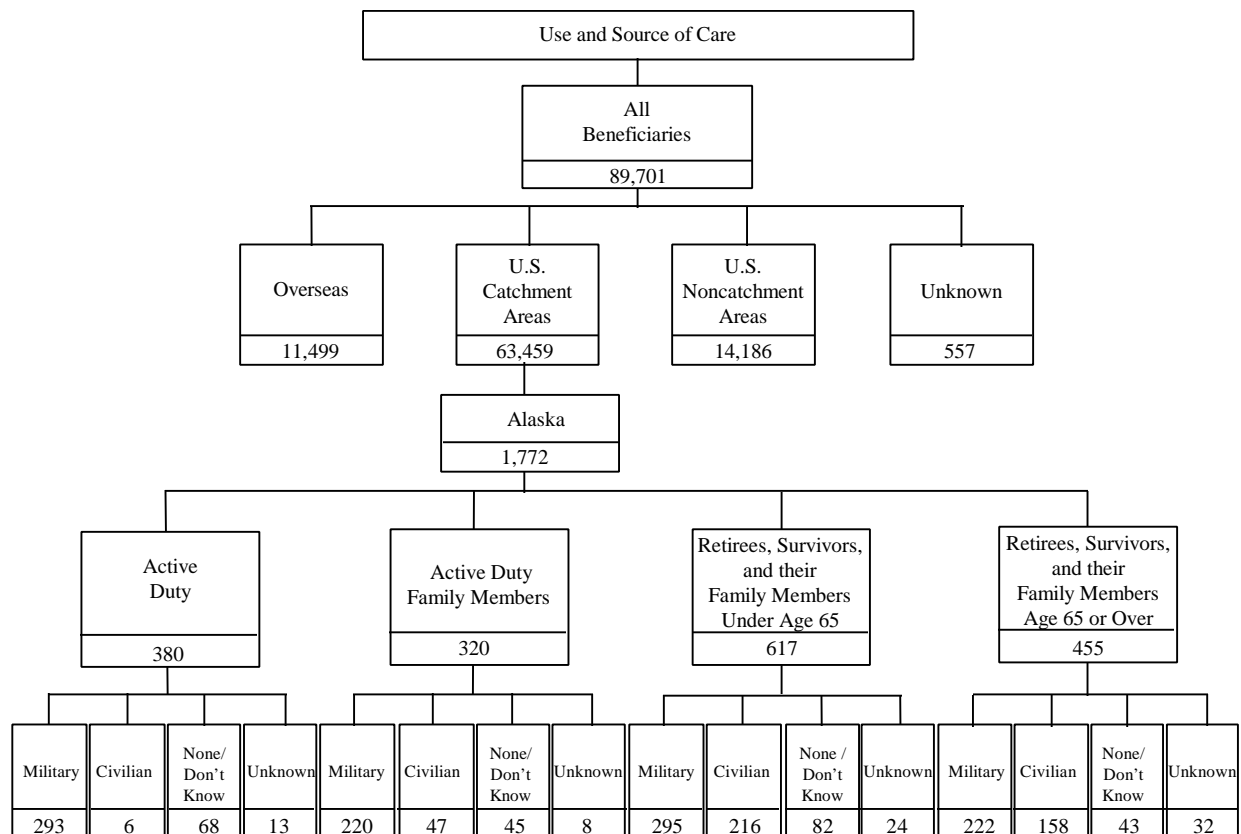 Use and Source of Care
All
Beneficiaries
89,701
Overseas
11,499
U.S.
Catchment
Areas
63,459
U.S.
Noncatchment
Areas
14,186
Unknown
557
Alaska
1,772
Active
Duty
380
Active Duty
Family Members
320
Retirees, Survivors,
and their
Family Members
Under Age 65
617
Retirees, Survivors,
and their
Family Members
Age 65 or Over
455
Military
293
Civilian
6
None/
Don't
Know
68
Unknown
13
Military
220
Civilian
47
None/
Don't
Know
45
Unknown
8
Military
295
Civilian
216
None /
Don't
Know
82
Unknown
24
Military
222
Civilian
158
None/
Don't
Know
43
Unknown
32